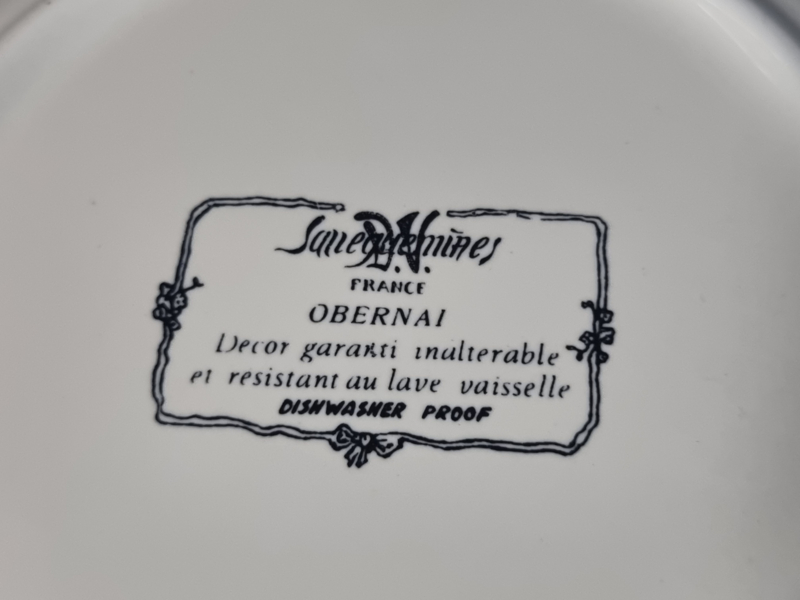 Sarreguemines
D.V.
FRANCE
OBERNAI
Decor garanti inalterable
et resistant au lave vaisselle
DISHWASHER PROOF